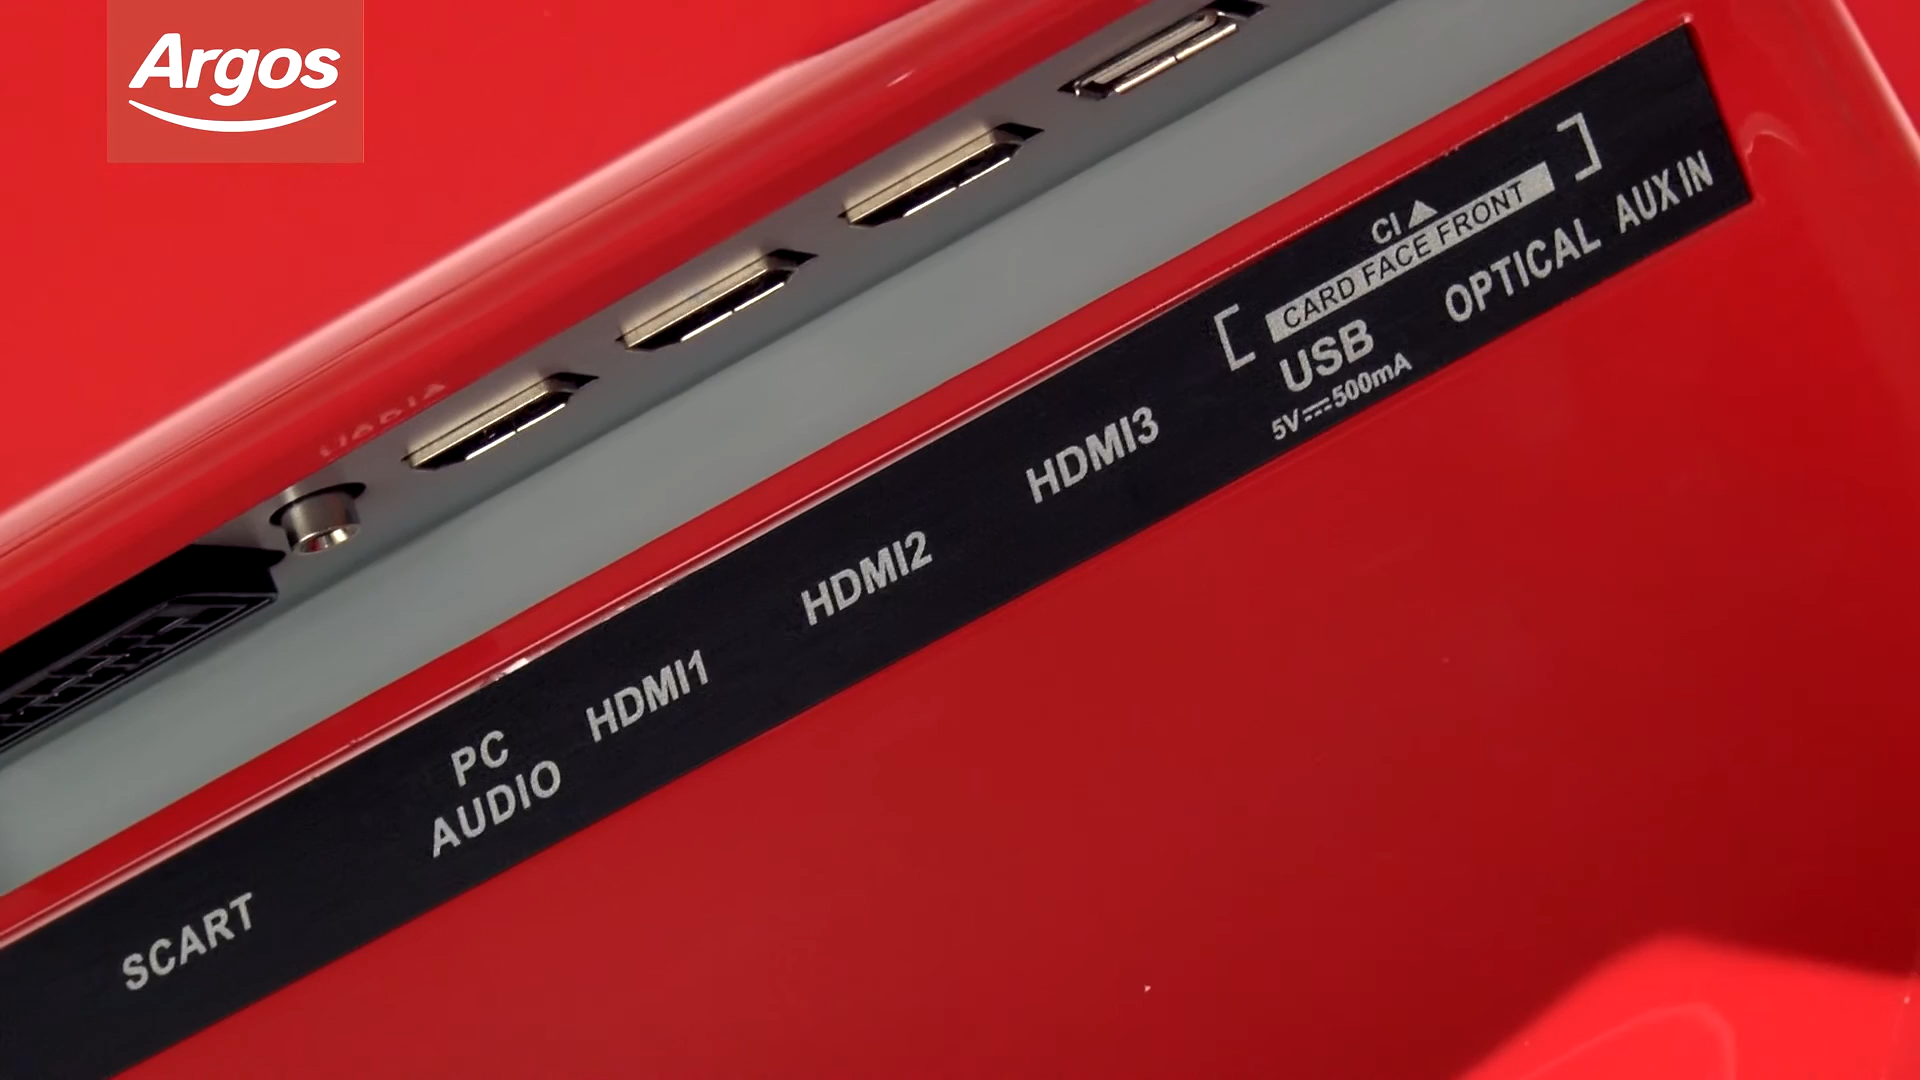 Argos
SCART
PC
AUDIO
HDMI1
HDMI2
HDMI3
CI
CARD FACE FRONT
USB
5V⎓500mA
OPTICAL
AUX IN